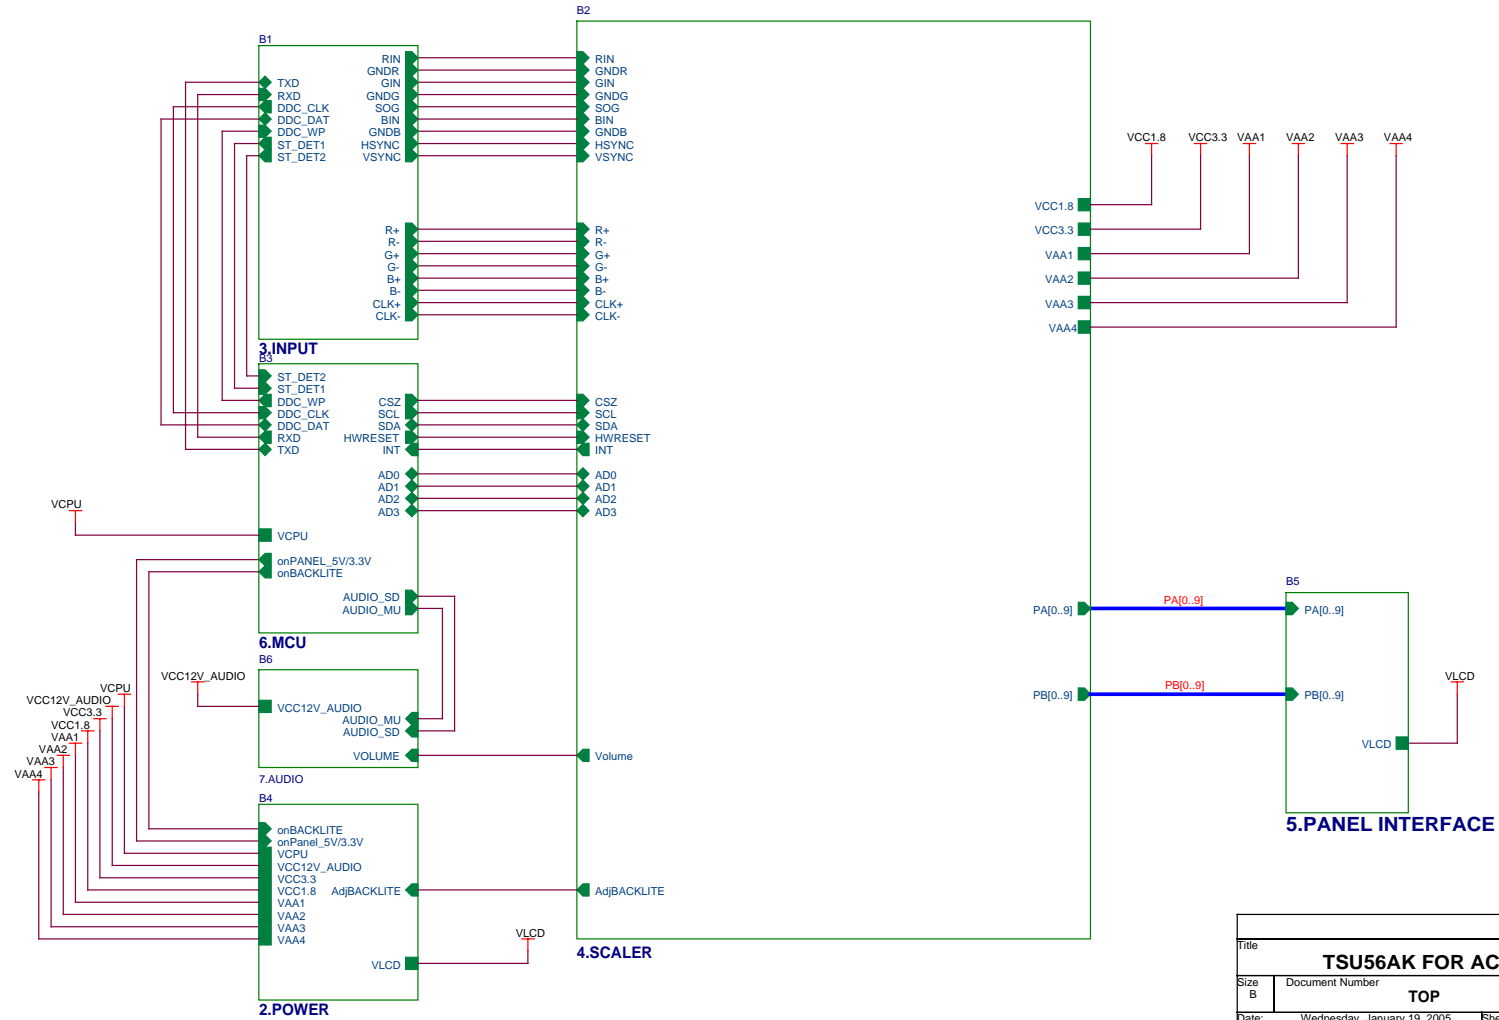 B1
TXD
RXD
DDC_CLK
DDC_DAT
DDC_WP
ST_DET1
ST_DET2
RIN
GNDR
GIN
GNDG
SOG
BIN
GNDB
HSYNC
VSYNC
R+
R-
G+
G-
B+
B-
CLK+
CLK-
3.INPUT
B3
ST_DET2
ST_DET1
DDC_WP
DDC_CLK
DDC_DAT
RXD
TXD
CSZ
SCL
SDA
HWRESET
INT
AD0
AD1
AD2
AD3
VCPU
VCPU
onPANEL_5V/3.3V
onBACKLITE
AUDIO_SD
AUDIO_MU
6.MCU
B6
VCC12V_AUDIO
VCC12V_AUDIO
AUDIO_MU
AUDIO_SD
VOLUME
7.AUDIO
VCPU
VCC12V_AUDIO
VCC3.3
VCC1.8
VAA1
VAA2
VAA3
VAA4
B4
onBACKLITE
onPanel_5V/3.3V
VCPU
VCC12V_AUDIO
VCC3.3
VCC1.8
VAA1
VAA2
VAA3
VAA4
AdjBACKLITE
VLCD
VLCD
2.POWER
B2
RIN
GNDR
GIN
GNDG
SOG
BIN
GNDB
HSYNC
VSYNC
R+
R-
G+
G-
B+
B-
CLK+
CLK-
CSZ
SCL
SDA
HWRESET
INT
AD0
AD1
AD2
AD3
Volume
AdjBACKLITE
VCC1.8
VCC3.3
VAA1
VAA2
VAA3
VAA4
PA[0..9]
PB[0..9]
4.SCALER
VCC1.8 VCC3.3 VAA1 VAA2 VAA3 VAA4
PA[0..9]
PB[0..9]
B5
PA[0..9]
PB[0..9]
VLCD
VLCD
5.PANEL INTERFACE
Title
TSU56AK FOR AC
Size Document Number
B TOP
Date: Wednesday, January 19, 2005 She